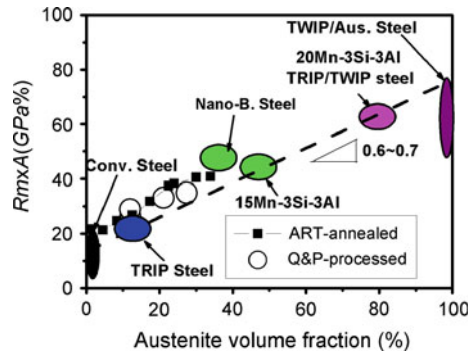 TWIP/Aus. Steel
100
20Mn-3Si-3Al
TRIP/TWIP steel
80
Nano-B. Steel
60
Conv. Steel
0.6~0.7
40
15Mn-3Si-3Al
20
TRIP Steel
ART-annealed
Q&P-processed
0
0 20 40 60 80 100
RmxA(GPa%)
Austenite volume fraction (%)